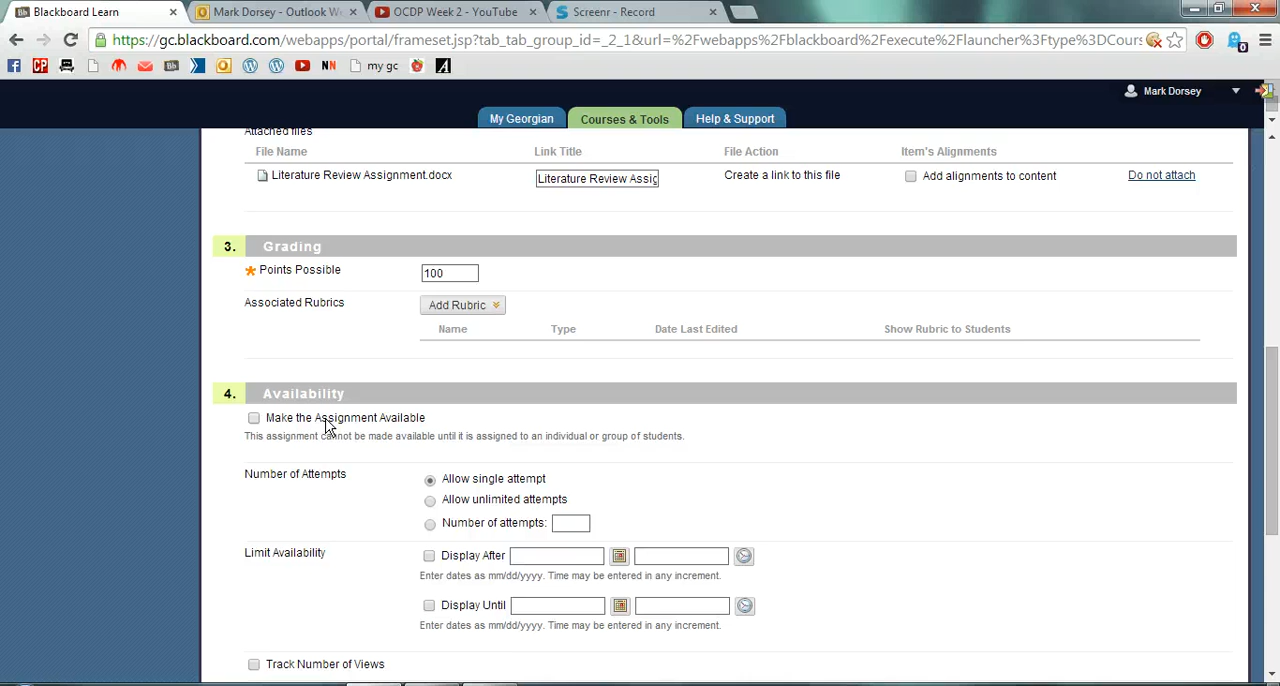 Blackboard Learn
Mark Dorsey - Outlook W
OCDP Week 2 - YouTube
Screenr - Record
https://gc.blackboard.com/webapps/portal/frameset.jsp?tab_tab_group_id=_2_1&url=%2Fwebapps%2Fblackboard%2Fexecute%2Flauncher%3Ftype%3DCours
my gc
Mark Dorsey
My Georgian
Courses & Tools
Help & Support
Attached files
File Name
Link Title
File Action
Item's Alignments
Literature Review Assignment.docx
Literature Review Assig
Create a link to this file
Add alignments to content
Do not attach
3. Grading
Points Possible
100
Associated Rubrics
Add Rubric
Name
Type
Date Last Edited
Show Rubric to Students
4. Availability
Make the Assignment Available
This assignment cannot be made available until it is assigned to an individual or group of students.
Number of Attempts
Allow single attempt
Allow unlimited attempts
Number of attempts:
Limit Availability
Display After
Enter dates as mm/dd/yyyy. Time may be entered in any increment.
Display Until
Enter dates as mm/dd/yyyy. Time may be entered in any increment.
Track Number of Views